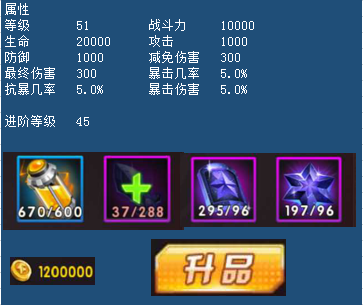 属性
等级 51 战斗力 10000
生命 20000 攻击 1000
防御 1000 减免伤害 300
最终伤害 300 暴击几率 5.0%
抗暴几率 5.0% 暴击伤害 5.0%
进阶等级 45
670/600 37/288 295/96 197/96
1200000 升品